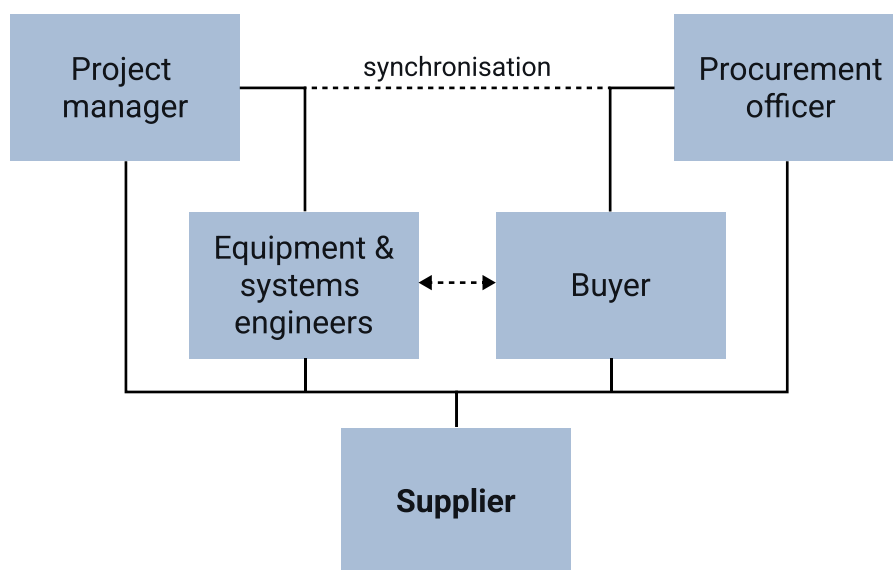 Project
manager
synchronisation
Procurement
officer
Equipment &
systems
engineers
Buyer
Supplier